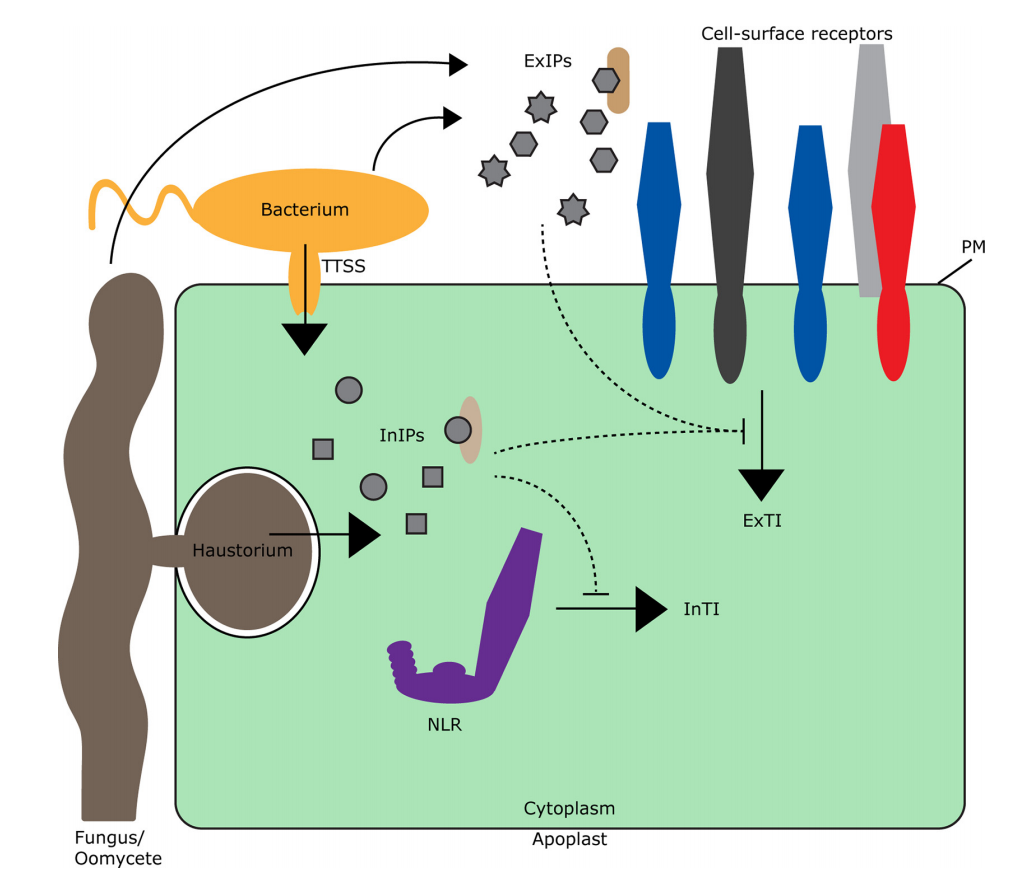 Cell-surface receptors
ExIPs
Bacterium
PM
TTSS
InIPs
ExTI
Haustorium
InTI
NLR
Cytoplasm
Apoplast
Fungus/
Oomycete